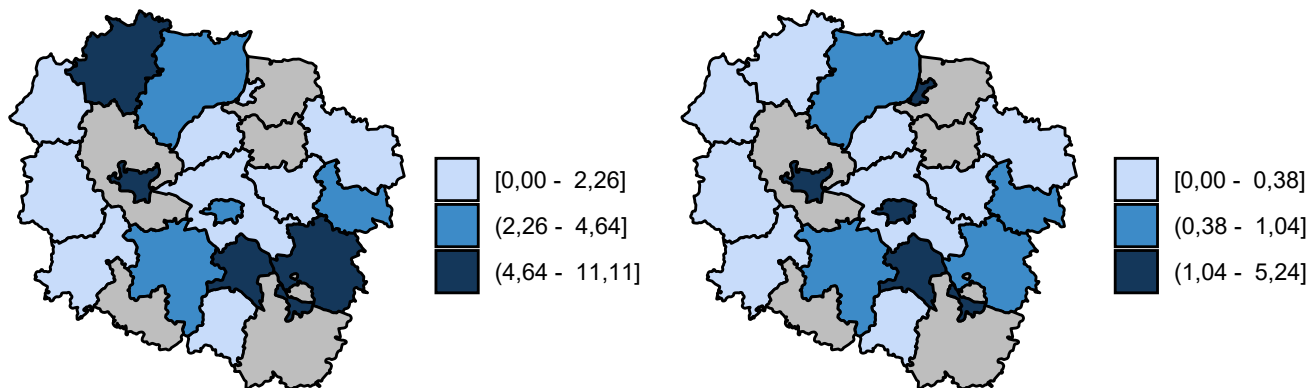 [0,00 - 2,26]
(2,26 - 4,64]
(4,64 - 11,11]
[0,00 - 0,38]
(0,38 - 1,04]
(1,04 - 5,24]